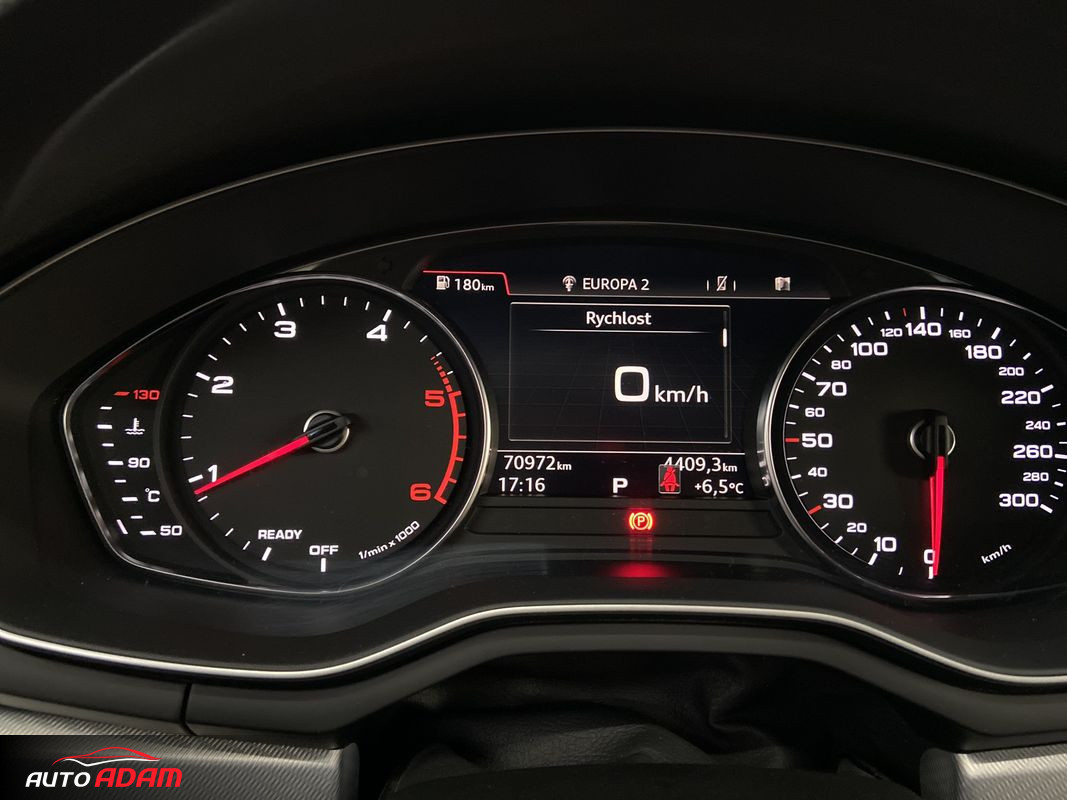 180km
EUROPA 2
Rychlost
0 km/h
70972km
4409,3km
17:16
P
+6,5°C
P
130
90
°C
50
READY
OFF
1
2
3
4
5
6
1/min x 1000
0
10
20
30
40
50
60
70
80
100
120
140
160
180
200
220
240
260
280
300
km/h
AUTO ADAM